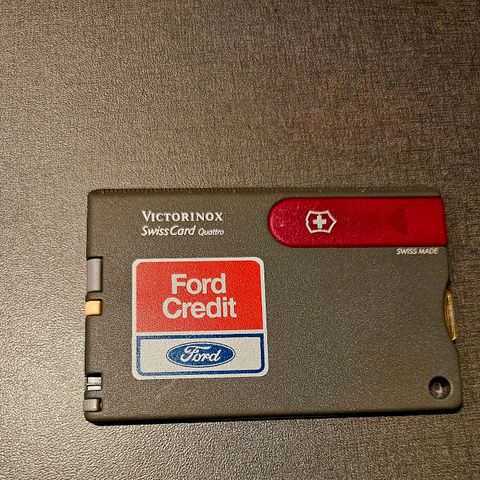 VICTORINOX
SwissCard Quattro
SWISS MADE
Ford
Credit
Ford